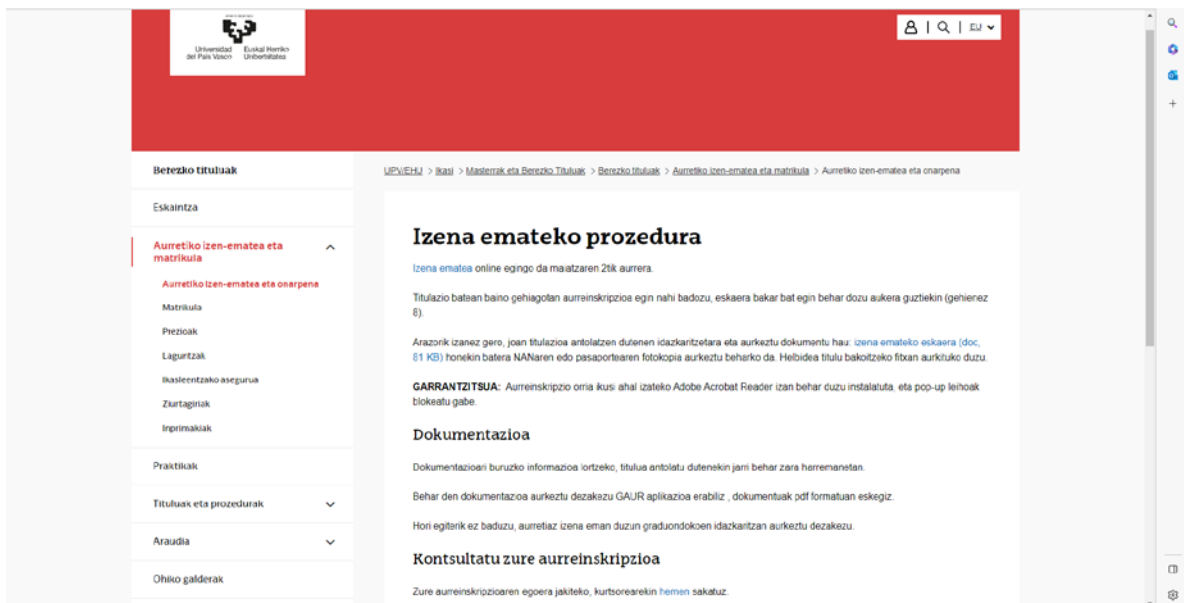 Universidad del País Vasco
Euskal Herriko Unibertsitatea
EU
Berezko tituluak
Eskaintza
Aurretiko izen-ematea eta
matrikula
Aurretiko izen-ematea eta onarpena
Matrikula
Prezioak
Laguntzak
Ikasleentzako asegurua
Ziurtagiriak
Inprimakiak
Praktikak
Tituluak eta prozedurak
Araudia
Ohiko galderak
UPV/EHU > Ikasi > Masterrak eta Berezko Tituluak > Berezko tituluak > Aurretiko izen-ematea eta matrikula > Aurretiko izen-ematea eta onarpena
Izena emateko prozedura
Izena ematea online egingo da maiatzaren 2tik aurrera.
Titulazio batean baino gehiagotan aurreinskripzioa egin nahi badozu, eskaera bakar bat egin behar dozu aukera guztiekin (gehienez
8).
Arazorik izanez gero, joan titulazioa antolatzen dutenen idazkaritzetara eta aurkeztu dokumentu hau: izena emateko eskaera (doc,
81 KB) honekin batera NANaren edo pasaportearen fotokopia aurkeztu beharko da. Helbidea titulu bakoitzeko fitxan aurkituko duzu.
GARRANTZITSUA: Aurreinskripzio orria ikusi ahal izateko Adobe Acrobat Reader izan behar duzu instalatuta, eta pop-up leihoak
blokeatu gabe.
Dokumentazioa
Dokumentazioari buruzko informazioa lortzeko, titulua antolatu dutenekin jarri behar zara harremanetan.
Behar den dokumentazioa aurkeztu dezakezu GAUR aplikazioa erabiliz , dokumentuak pdf formatuan eskegiz.
Hori egiterik ez baduzu, aurretiaz izena eman duzun graduondokoen idazkaritzan aurkeztu dezakezu.
Kontsultatu zure aurreinskripzioa
Zure aurreinskripzioaren egoera jakiteko, kurtsorearekin hemen sakatuz.